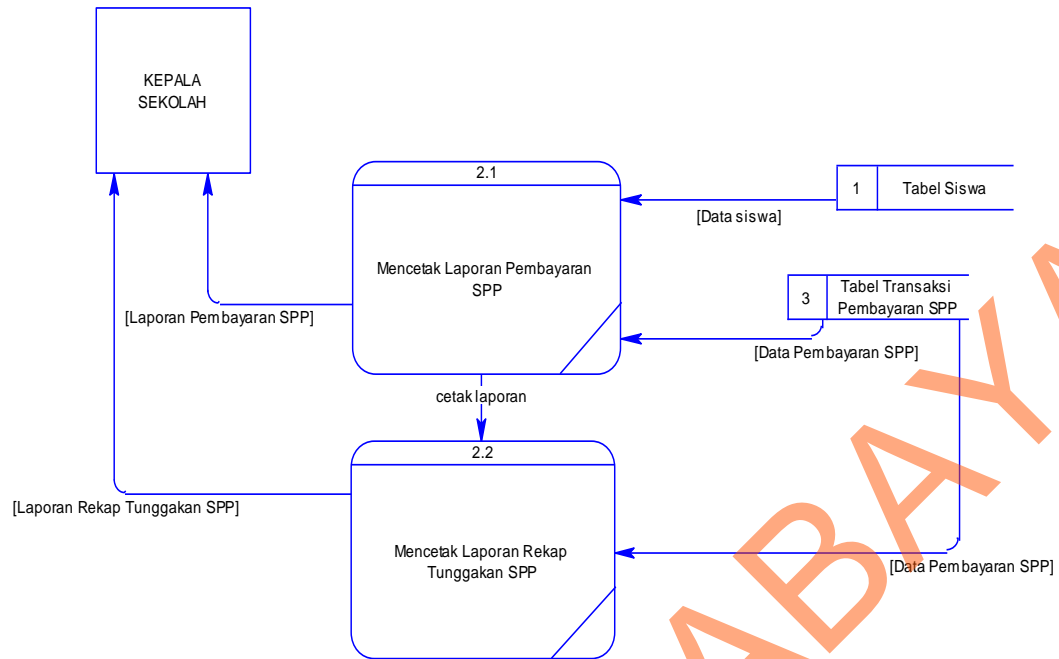 KEPALA
SEKOLAH
2.1
Mencetak Laporan Pembayaran
SPP
1
Tabel Siswa
[Data siswa]
3
Tabel Transaksi
Pembayaran SPP
[Data Pembayaran SPP]
[Laporan Pembayaran SPP]
cetak laporan
2.2
Mencetak Laporan Rekap
Tunggakan SPP
[Laporan Rekap Tunggakan SPP]
[Data Pembayaran SPP]
ABAYA